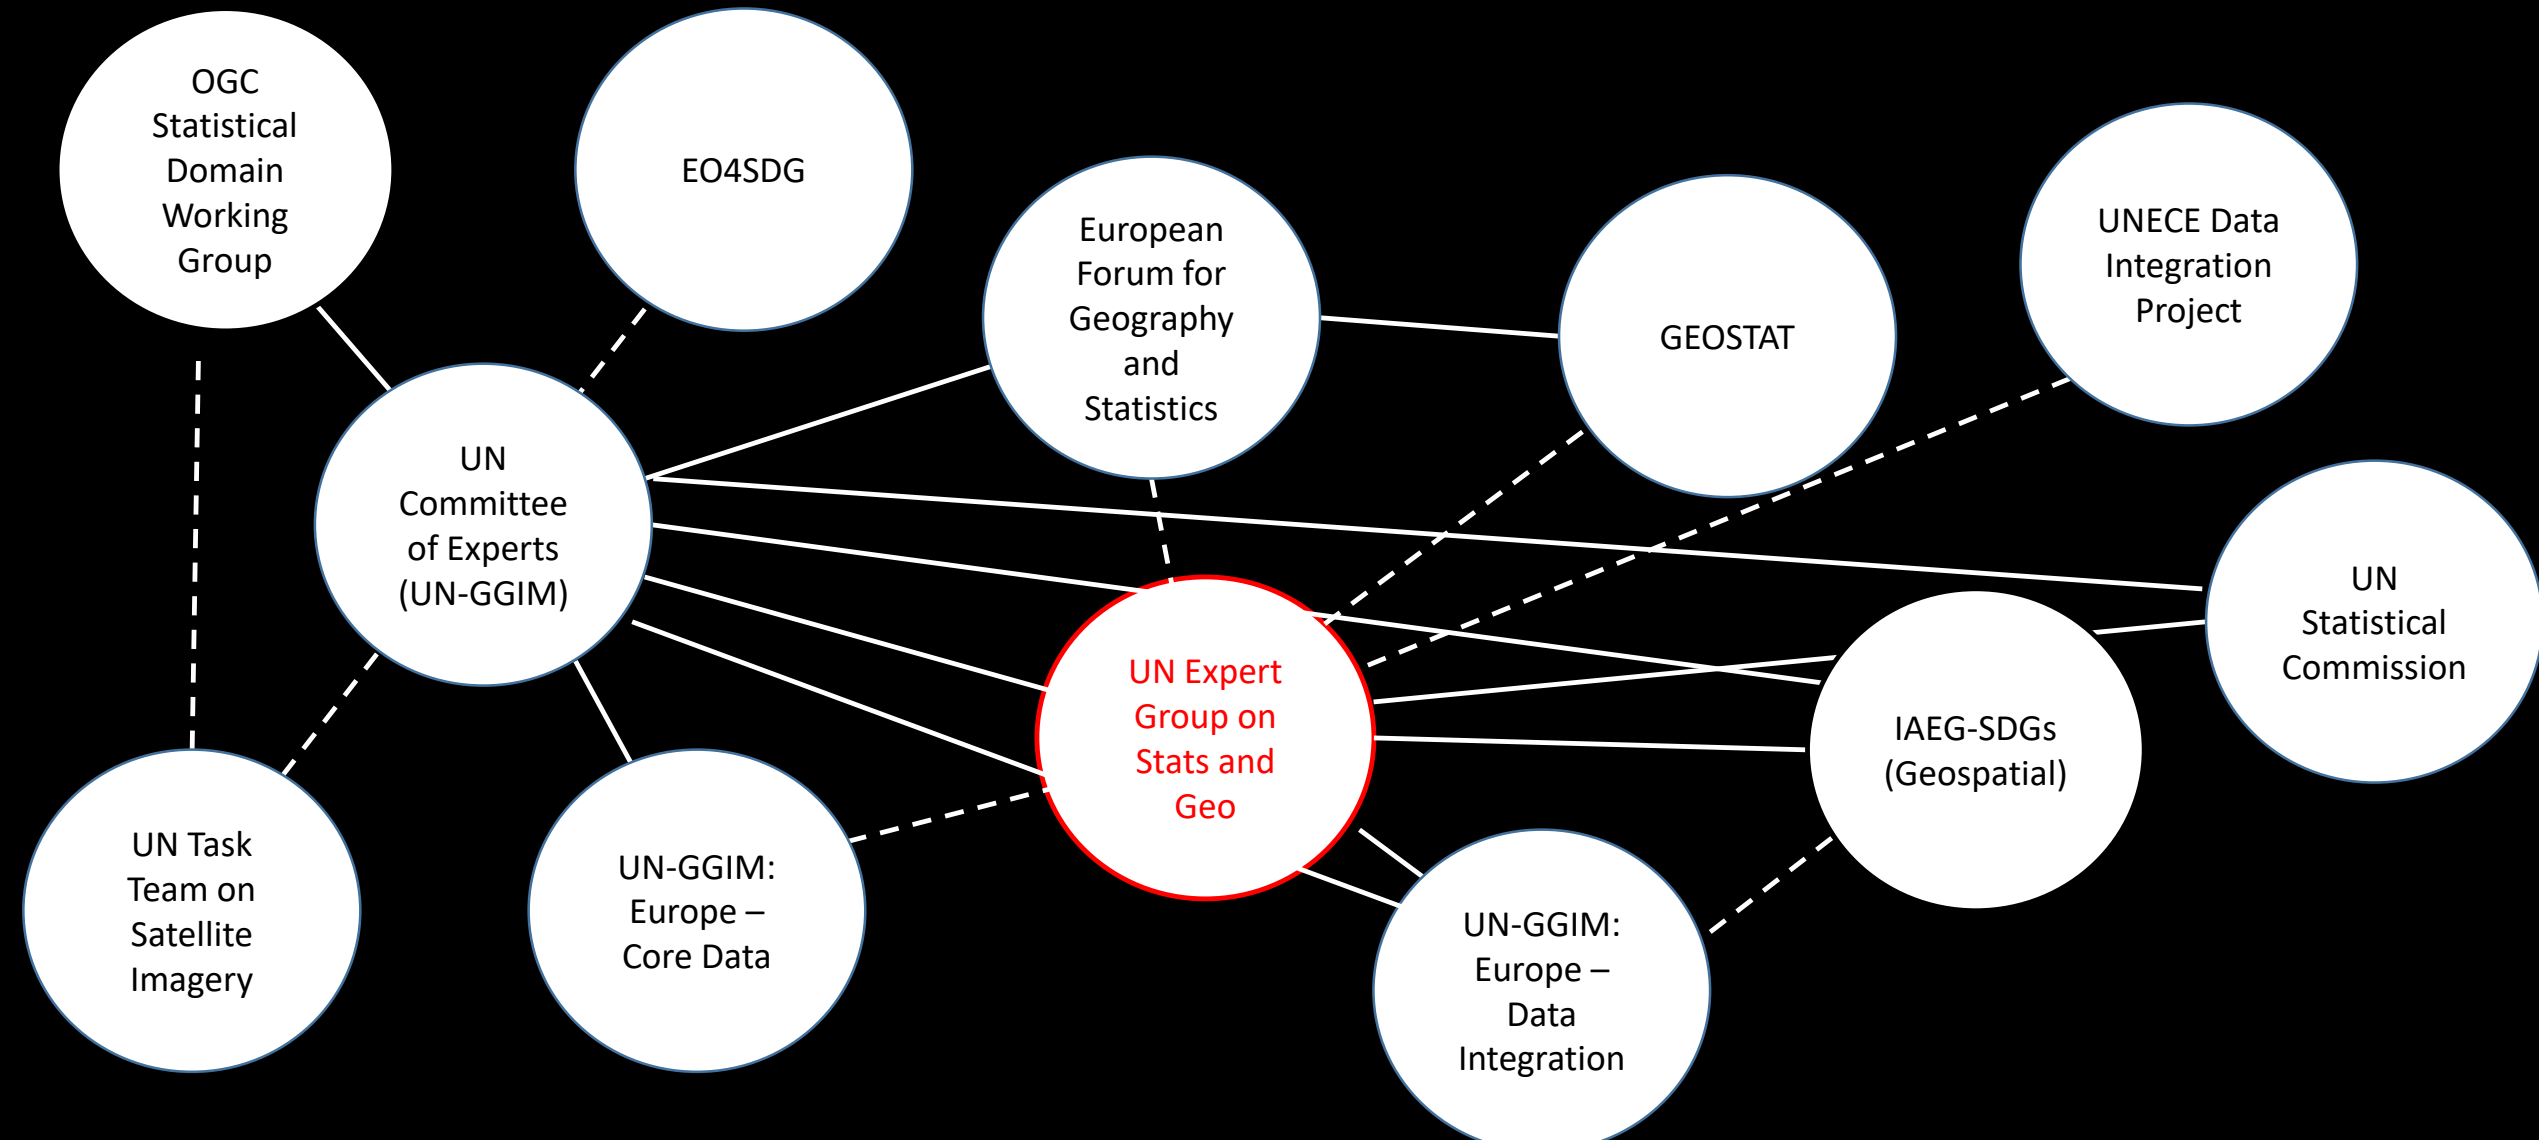 OGC
Statistical
Domain
Working
Group
EO4SDG
European
Forum for
Geography
and
Statistics
GEOSTAT
UNECE Data
Integration
Project
UN
Committee
of Experts
(UN-GGIM)
UN
Statistical
Commission
UN Expert
Group on
Stats and
Geo
IAEG-SDGs
(Geospatial)
UN Task
Team on
Satellite
Imagery
UN-GGIM:
Europe –
Core Data
UN-GGIM:
Europe –
Data
Integration